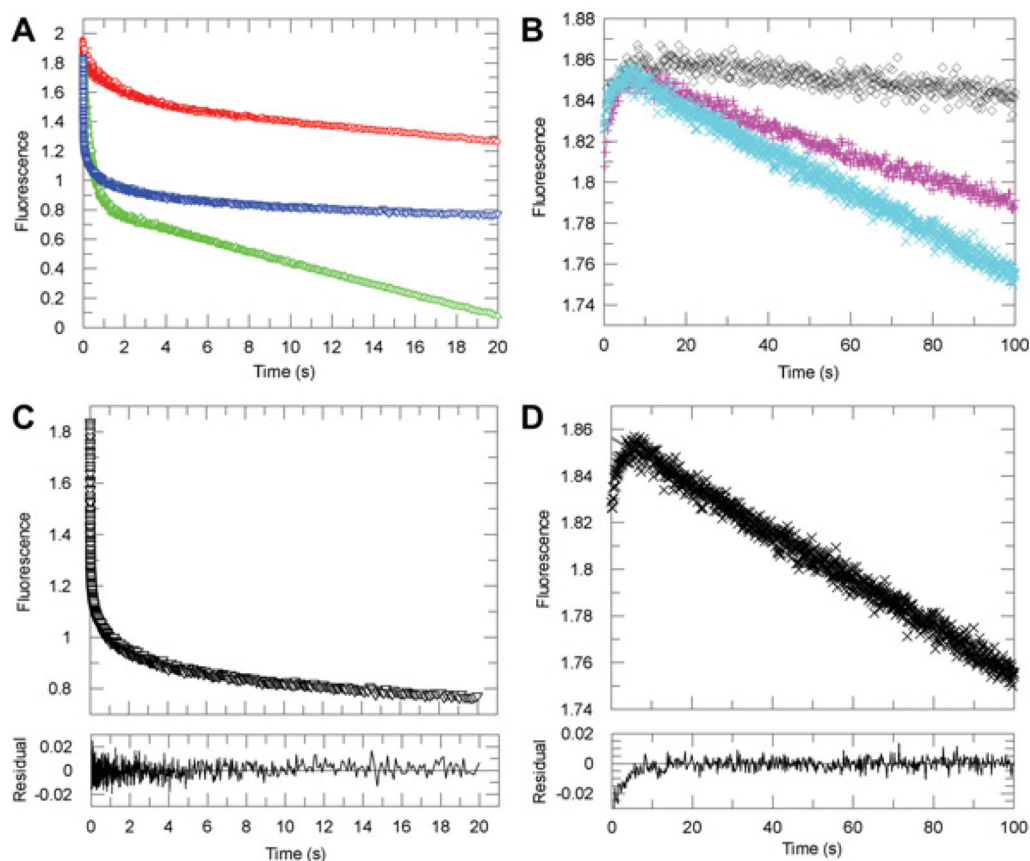 A
Fluorescence
2
1.8
1.6
1.4
1.2
1
0.8
0.6
0.4
0.2
0
0 2 4 6 8 10 12 14 16 18 20
Time (s)
B
Fluorescence
1.88
1.86
1.84
1.82
1.8
1.78
1.76
1.74
0 20 40 60 80 100
Time (s)
C
Fluorescence
1.8
1.6
1.4
1.2
1
0.8
Residual
0.02
0
-0.02
0 2 4 6 8 10 12 14 16 18 20
Time (s)
D
Fluorescence
1.86
1.84
1.82
1.8
1.78
1.76
1.74
Residual
0.02
0
-0.02
0 20 40 60 80 100
Time (s)